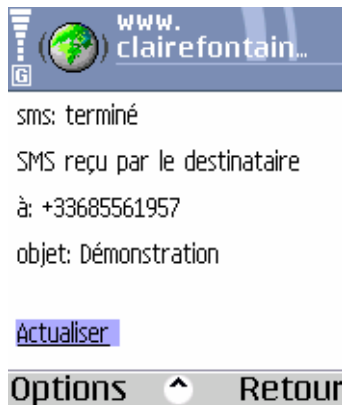 www.
clairefontain...
G
sms: terminé
SMS reçu par le destinataire
à: +33685561957
objet: Démonstration
Actualiser
Options
Retour